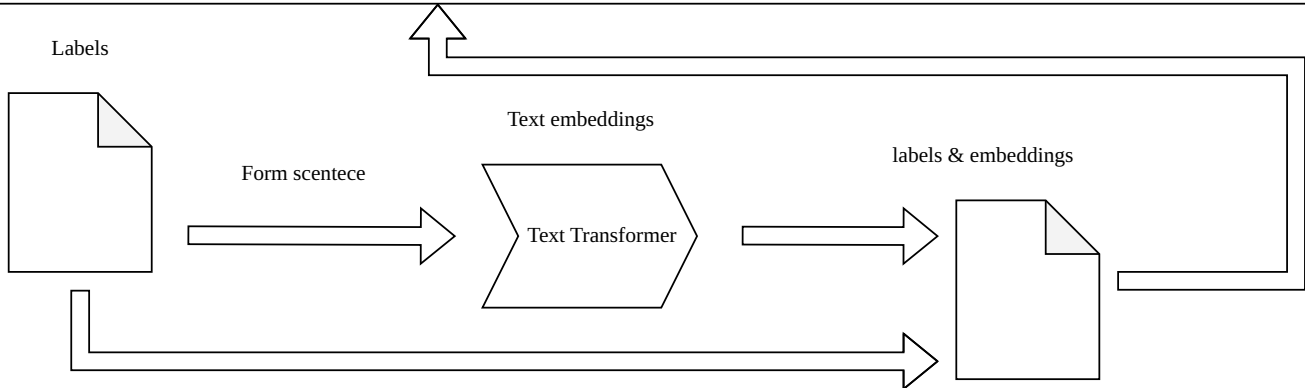 Labels
Text embeddings
labels & embeddings
Form scentece
Text Transformer